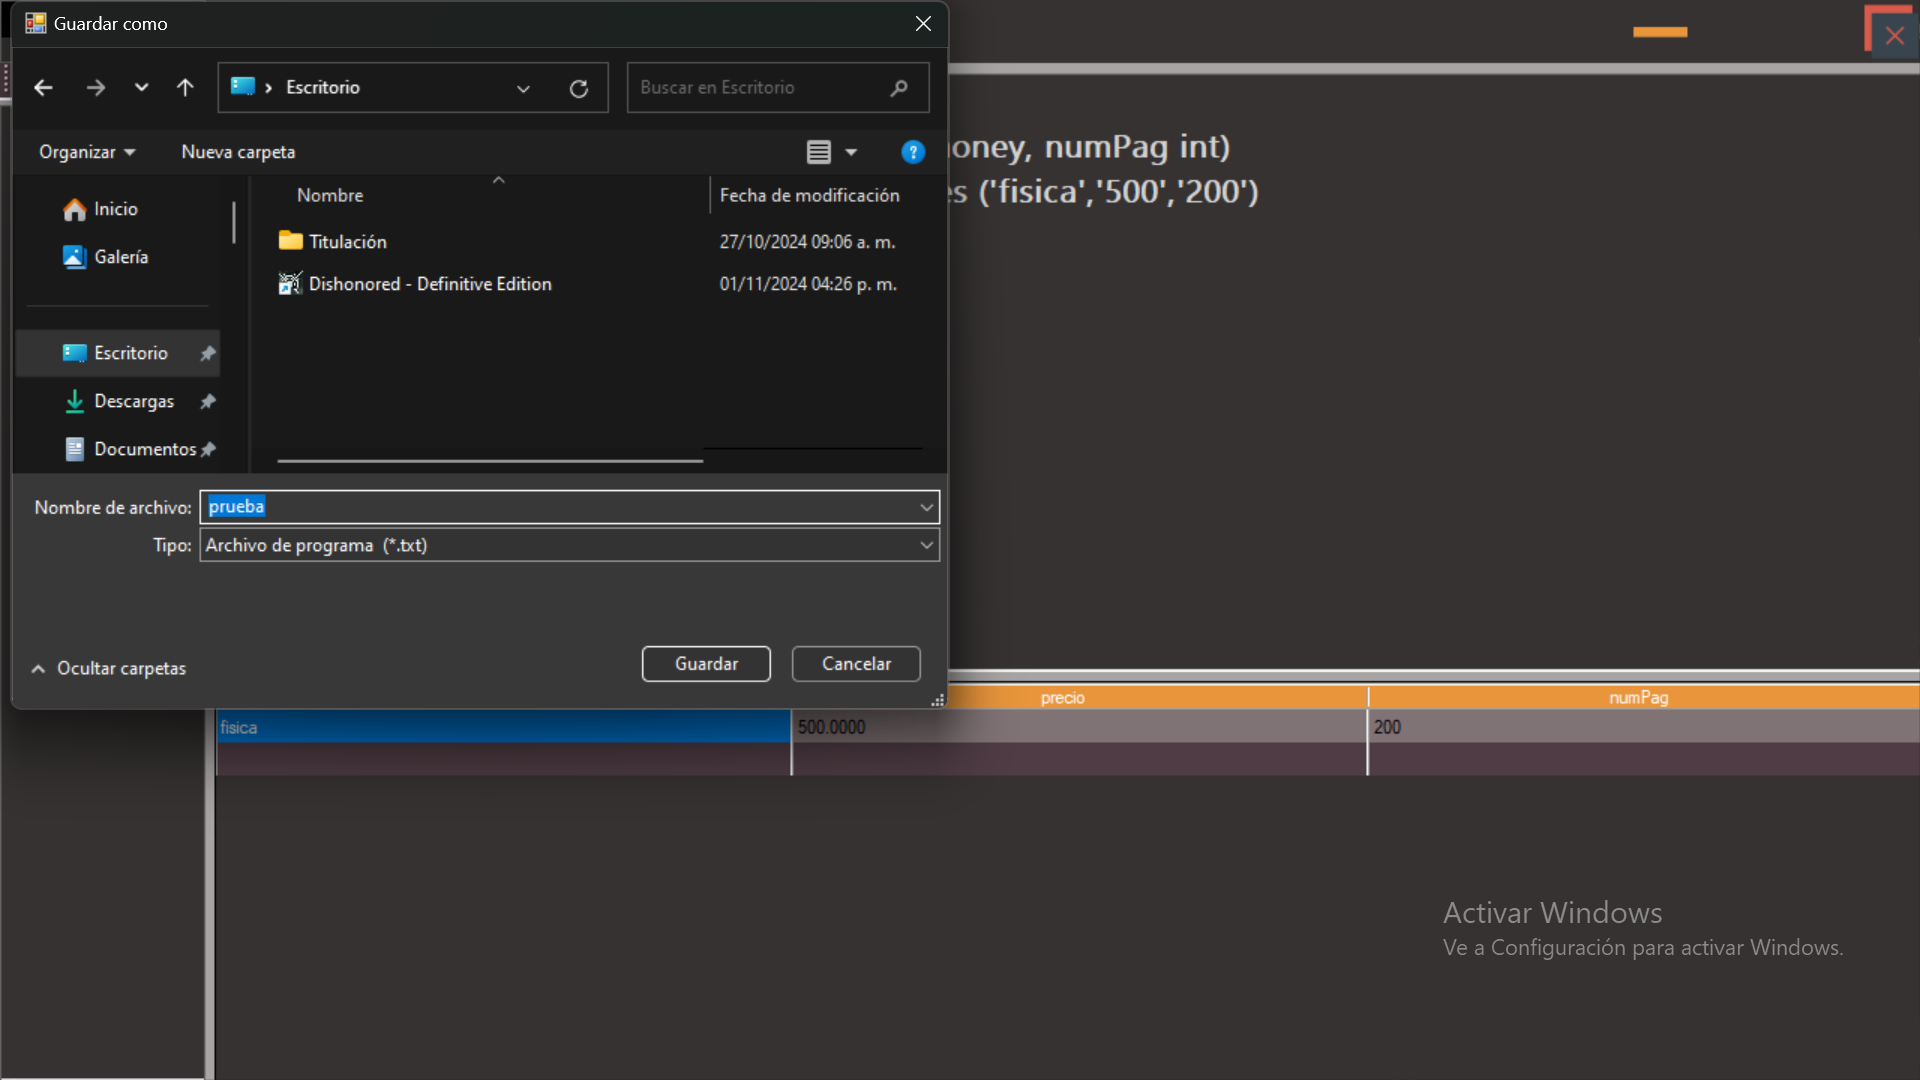 Guardar como
Escritorio
Buscar en Escritorio
Organizar
Nueva carpeta
?
Inicio
Galería
Escritorio
Descargas
Documentos
Nombre
Fecha de modificación
Titulación
27/10/2024 09:06 a. m.
Dishonored - Definitive Edition
01/11/2024 04:26 p. m.
Nombre de archivo:
prueba
Tipo:
Archivo de programa (*.txt)
Ocultar carpetas
Guardar
Cancelar
oney, numPag int)
es ('fisica','500','200')
precio
numPag
fisica
500.0000
200
Activar Windows
Ve a Configuración para activar Windows.